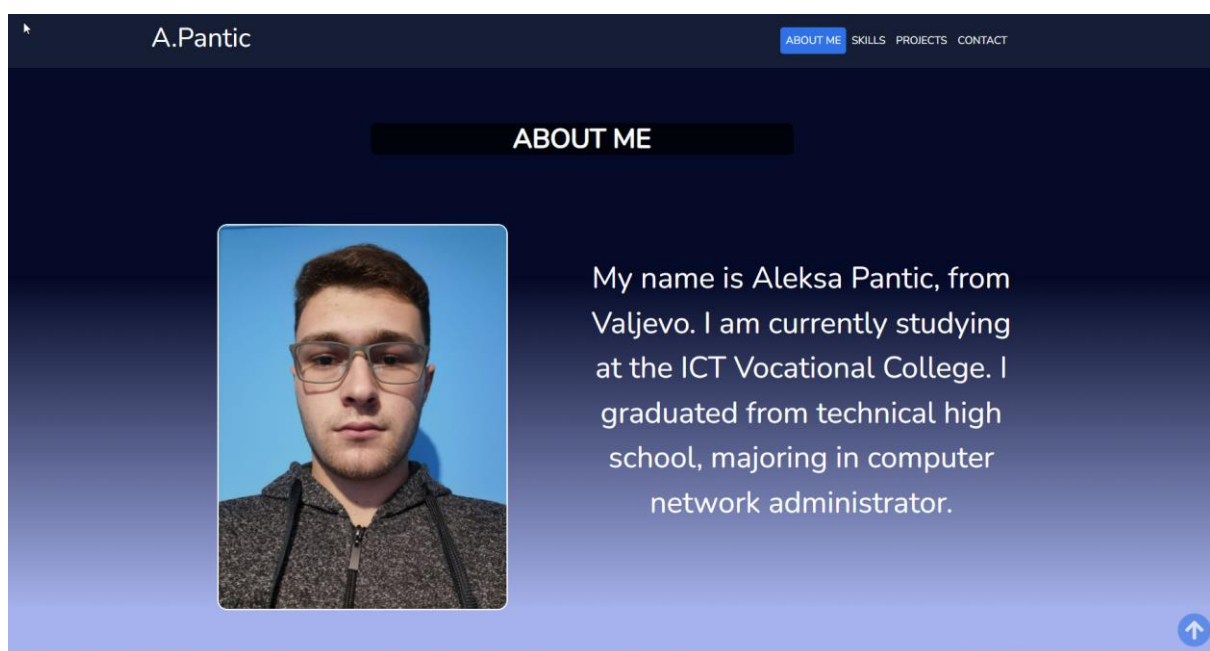 A.Pantic
ABOUT ME SKILLS PROJECTS CONTACT
ABOUT ME
My name is Aleksa Pantic, from
Valjevo. I am currently studying
at the ICT Vocational College. I
graduated from technical high
school, majoring in computer
network administrator.